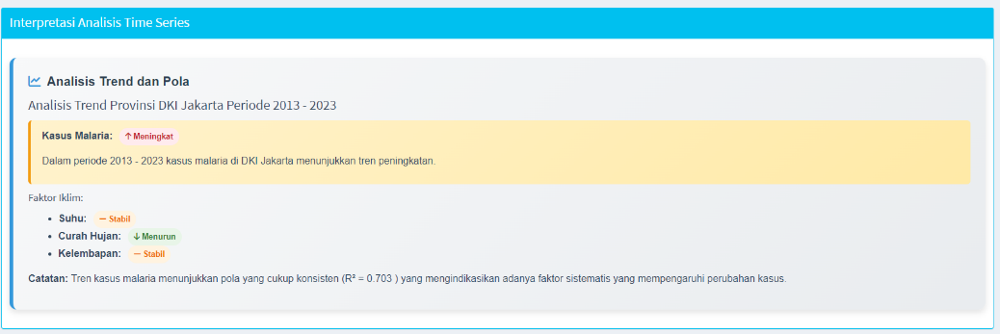 Interpretasi Analisis Time Series
Analisis Trend dan Pola
Analisis Trend Provinsi DKI Jakarta Periode 2013 - 2023
Kasus Malaria: ↑ Meningkat
Dalam periode 2013 - 2023 kasus malaria di DKI Jakarta menunjukkan tren peningkatan.
Faktor Iklim:
• Suhu: — Stabil
• Curah Hujan: ↓ Menurun
• Kelembapan: — Stabil
Catatan: Tren kasus malaria menunjukkan pola yang cukup konsisten (R² = 0.703 ) yang mengindikasikan adanya faktor sistematis yang mempengaruhi perubahan kasus.